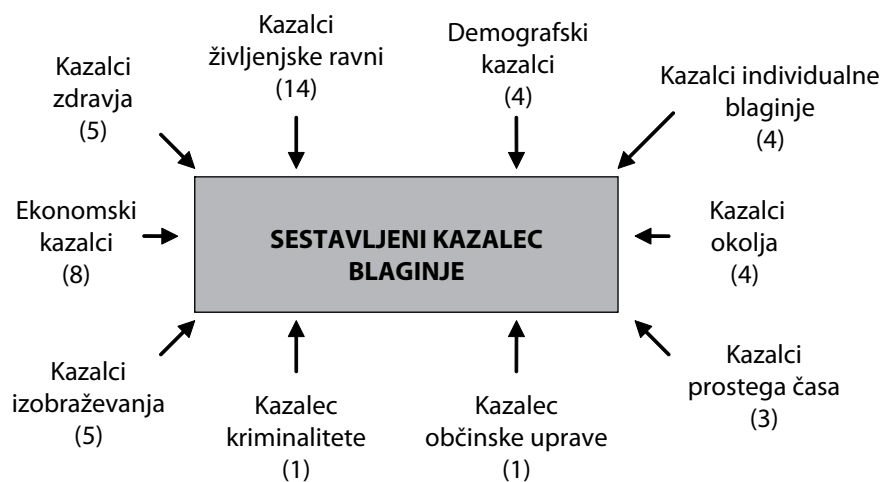 Kazalci
življenjske ravni
(14)
Demografski
kazalci
(4)
Kazalci
zdravja
(5)
Kazalci individualne
blaginje
(4)
Ekonomski
kazalci
(8)
SESTAVLJENI KAZALEC
BLAGINJE
Kazalci
okolja
(4)
Kazalci
izobraževanja
(5)
Kazalec
kriminalitete
(1)
Kazalec
občinske uprave
(1)
Kazalci
prostega časa
(3)